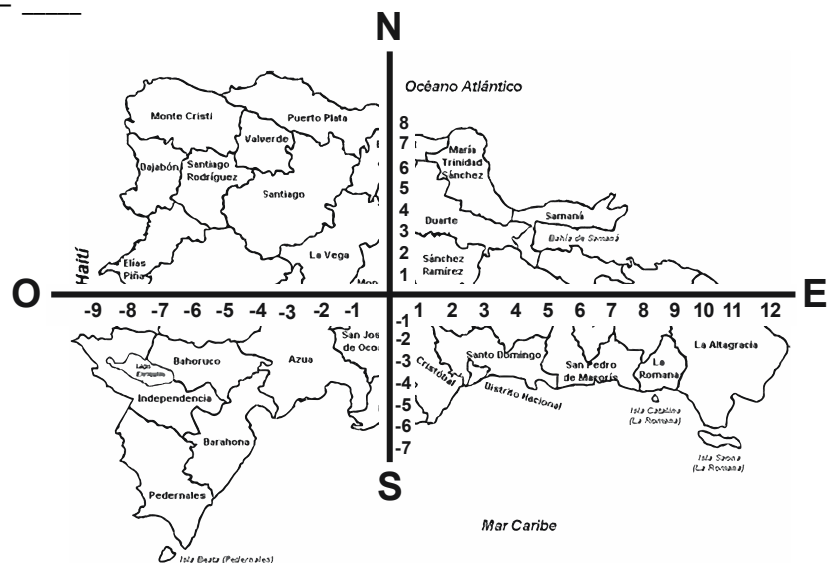 N
Océano Atlántico
Monte Cristi
Puerto Plata
Valverde
Dajabón
Santiago
Rodríguez
Santiago
La Vega
Elías
Piña
Haití
8
7
6
5
4
3
2
1
María
Trinidad
Sánchez
Duarte
Samaná
Bahía de Samaná
Sánchez
Ramírez
Mon
O
E
-9 -8 -7 -6 -5 -4 -3 -2 -1
1 2 3 4 5 6 7 8 9 10 11 12
-1
-2
-3
-4
-5
-6
-7
San Jos
de Oco
Azua
Bahoruco
Lago
Independencia
Barahona
Pedernales
Isla Beata (Pedernales)
Cristóbal
Santo Domingo
Distrito Nacional
San Pedro
de Macorís
La
Romana
La Altagracia
Isla Catalina
(La Romana)
Isla Saona
(La Romana)
S
Mar Caribe